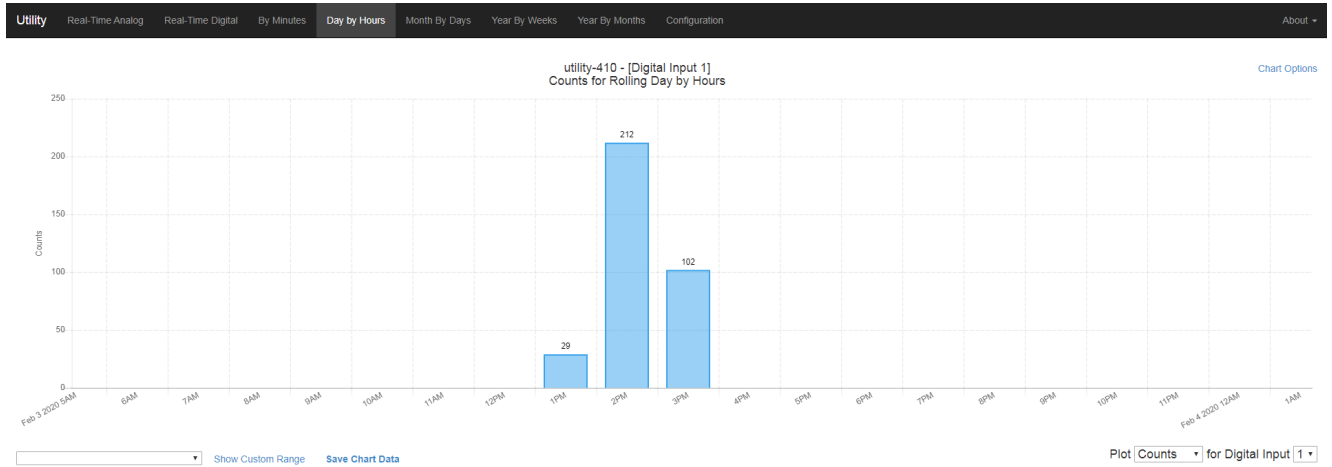 Utility Real-Time Analog Real-Time Digital By Minutes Day by Hours Month By Days Year By Weeks Year By Months Configuration About
utility-410 - [Digital Input 1]
Counts for Rolling Day by Hours
Chart Options
250
200
150
100
50
0
Counts
212
102
29
Feb 3 2020 5AM 6AM 7AM 8AM 9AM 10AM 11AM 12PM 1PM 2PM 3PM 4PM 5PM 6PM 7PM 8PM 9PM 10PM 11PM Feb 4 2020 12AM 1AM
Show Custom Range Save Chart Data
Plot Counts for Digital Input 1